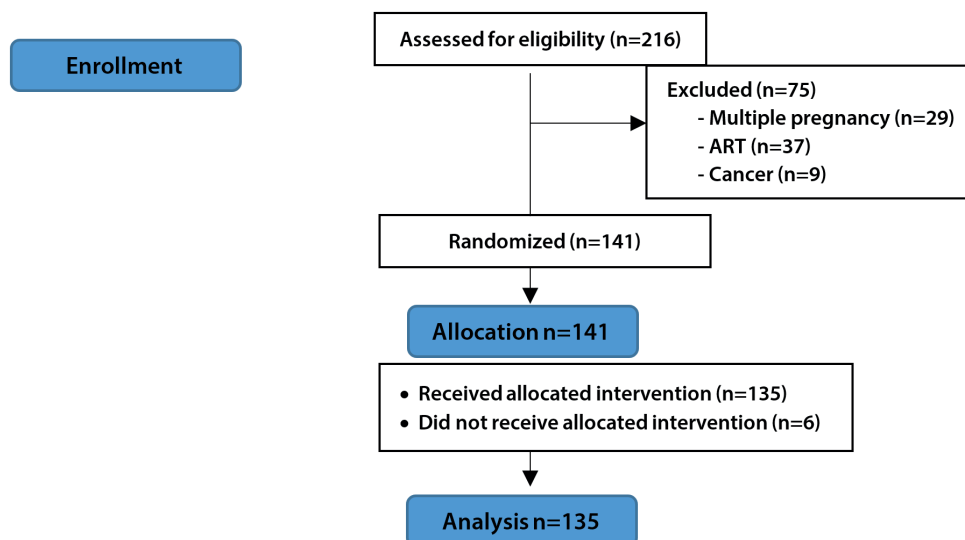 Assessed for eligibility (n=216)
Enrollment
Excluded (n=75)
- Multiple pregnancy (n=29)
- ART (n=37)
- Cancer (n=9)
Randomized (n=141)
Allocation n=141
• Received allocated intervention (n=135)
• Did not receive allocated intervention (n=6)
Analysis n=135